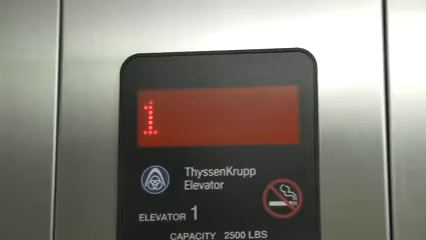 1
ThyssenKrupp
Elevator
ELEVATOR 1
CAPACITY 2500 LBS